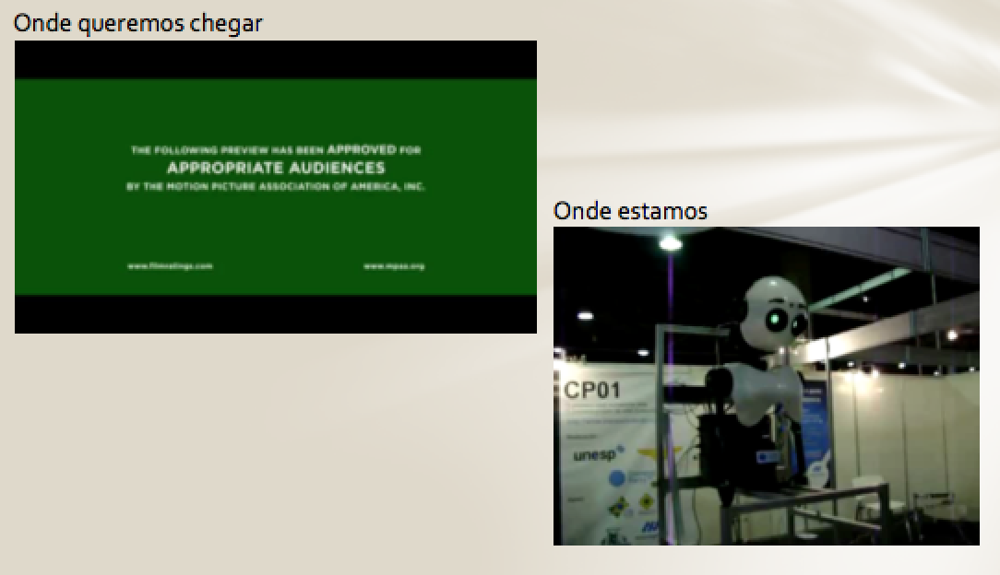 Onde queremos chegar
THE FOLLOWING PREVIEW HAS BEEN APPROVED FOR
APPROPRIATE AUDIENCES
BY THE MOTION PICTURE ASSOCIATION OF AMERICA, INC.
www.filmratings.com
www.mpaa.org
Onde estamos
CP01
unesp